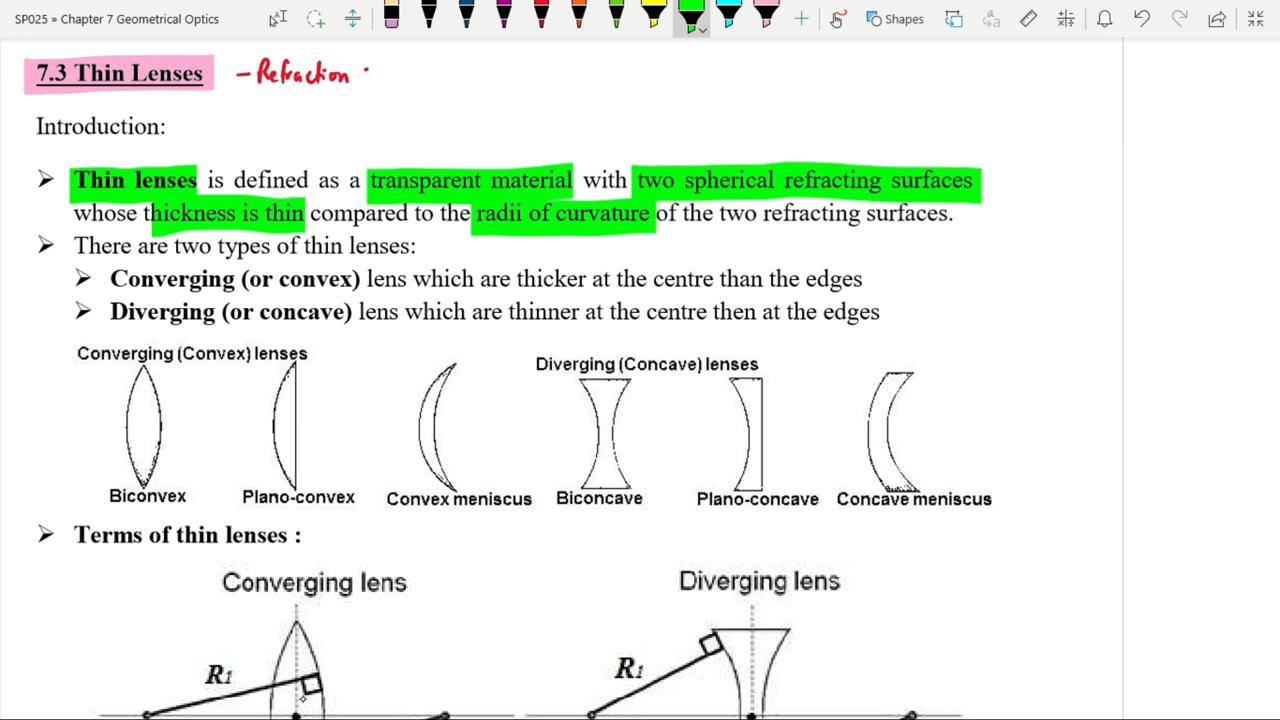 SP025 » Chapter 7 Geometrical Optics
Shapes
7.3 Thin Lenses - Refraction
Introduction:
➤ Thin lenses is defined as a transparent material with two spherical refracting surfaces
whose thickness is thin compared to the radii of curvature of the two refracting surfaces.
➤ There are two types of thin lenses:
➤ Converging (or convex) lens which are thicker at the centre than the edges
➤ Diverging (or concave) lens which are thinner at the centre then at the edges
Converging (Convex) lenses
Diverging (Concave) lenses
Biconvex Plano-convex Convex meniscus Biconcave Plano-concave Concave meniscus
➤ Terms of thin lenses :
Converging lens Diverging lens
R1 R1